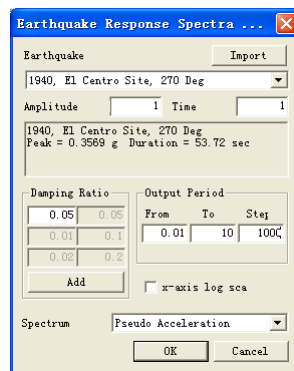 Earthquake Response Spectra ...
Earthquake Import
1940, El Centro Site, 270 Deg
Amplitude 1 Time 1
1940, El Centro Site, 270 Deg
Peak = 0.3569 g Duration = 53.72 sec
Damping Ratio Output Period
0.05 0.05 From To Step
0.01 0.1 0.01 10 1000
0.02 0.2
Add x-axis log sca
Spectrum Pseudo Acceleration
OK Cancel